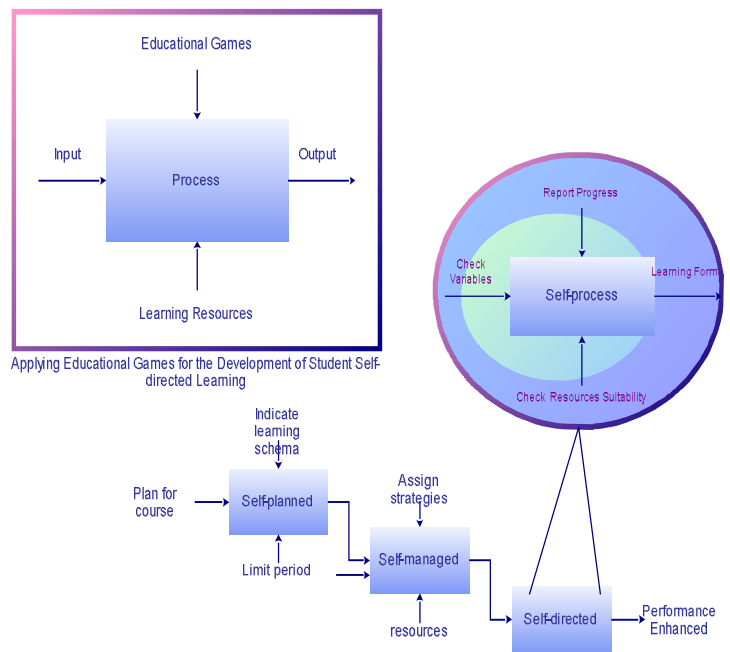 Educational Games
Input
Output
Process
Learning Resources
Applying Educational Games for the Development of Student Self-
directed Learning
Report Progress
Check
Variables
Learning Form
Self-process
Check Resources Suitability
Indicate
learning
schema
Plan for
course
Self-planned
Limit period
Assign
strategies
Self-managed
resources
Self-directed
Performance
Enhanced